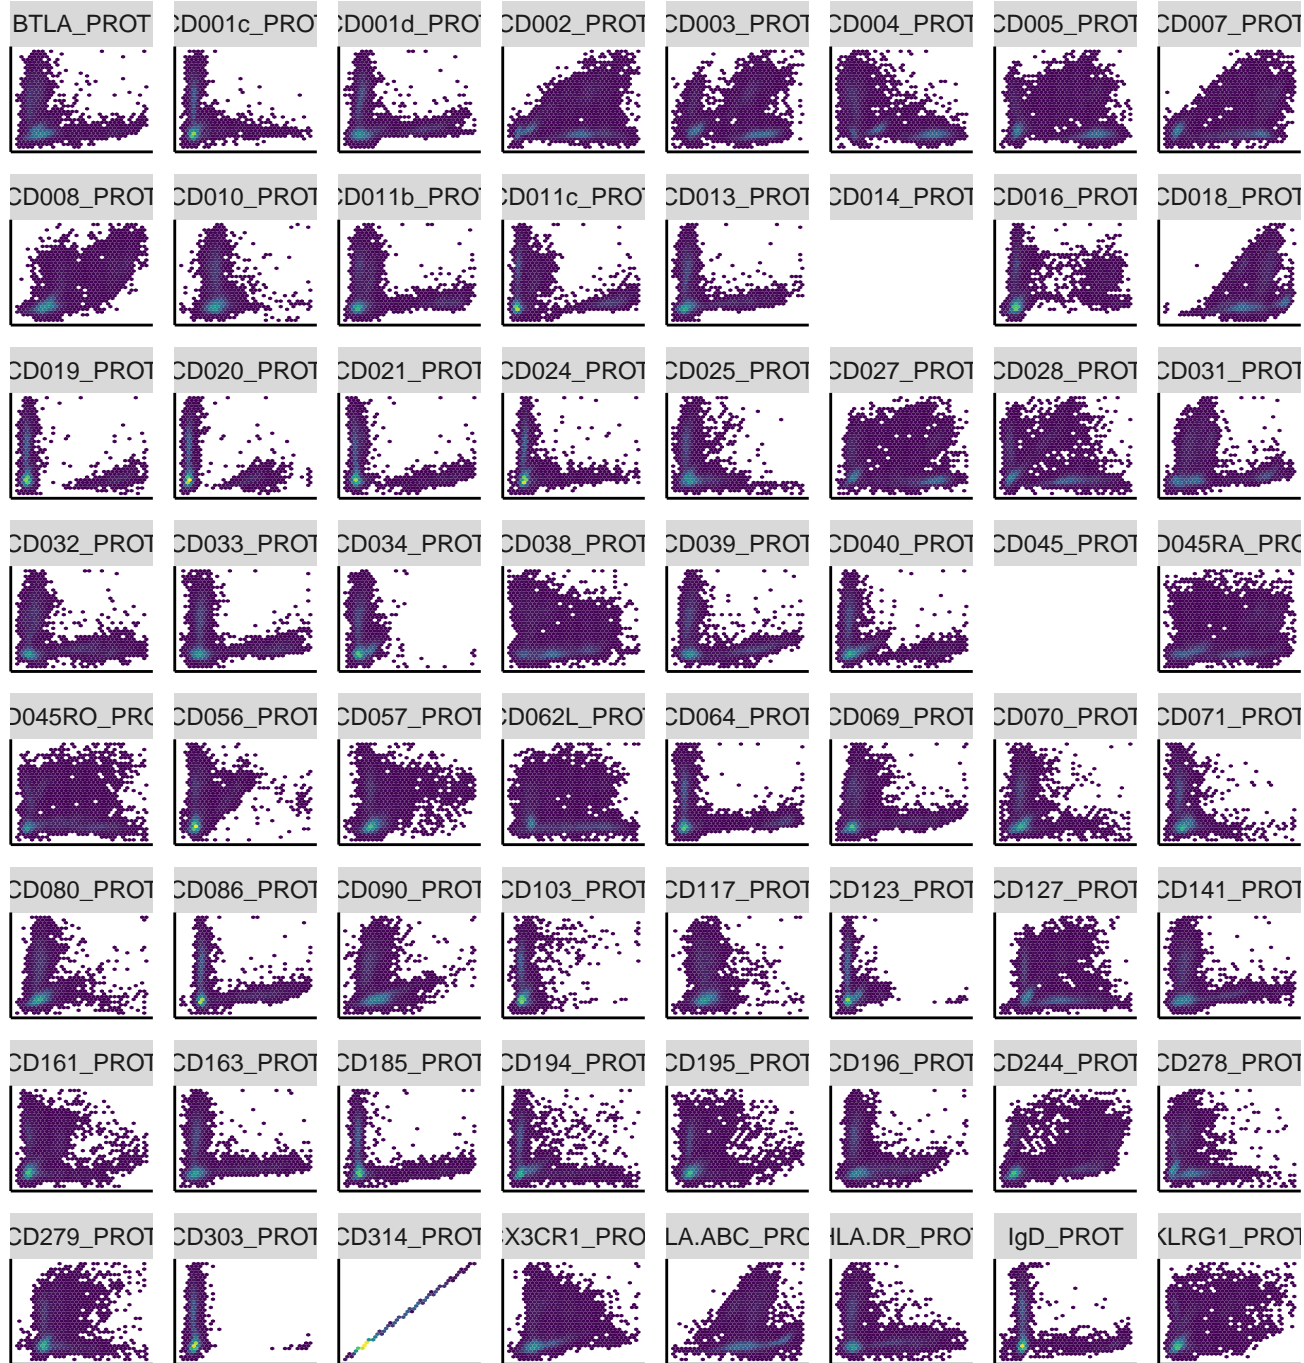 BTLA_PROT CD001c_PROT CD001d_PROT CD002_PROT CD003_PROT CD004_PROT CD005_PROT CD007_PROT
CD008_PROT CD010_PROT CD011b_PROT CD011c_PROT CD013_PROT CD014_PROT CD016_PROT CD018_PROT
CD019_PROT CD020_PROT CD021_PROT CD024_PROT CD025_PROT CD027_PROT CD028_PROT CD031_PROT
CD032_PROT CD033_PROT CD034_PROT CD038_PROT CD039_PROT CD040_PROT CD045_PROT D045RA_PRO
D045RO_PRO CD056_PROT CD057_PROT CD062L_PROT CD064_PROT CD069_PROT CD070_PROT CD071_PROT
CD080_PROT CD086_PROT CD090_PROT CD103_PROT CD117_PROT CD123_PROT CD127_PROT CD141_PROT
CD161_PROT CD163_PROT CD185_PROT CD194_PROT CD195_PROT CD196_PROT CD244_PROT CD278_PROT
CD279_PROT CD303_PROT CD314_PROT CX3CR1_PRO LA.ABC_PRO HLA.DR_PROT IgD_PROT KLRG1_PROT